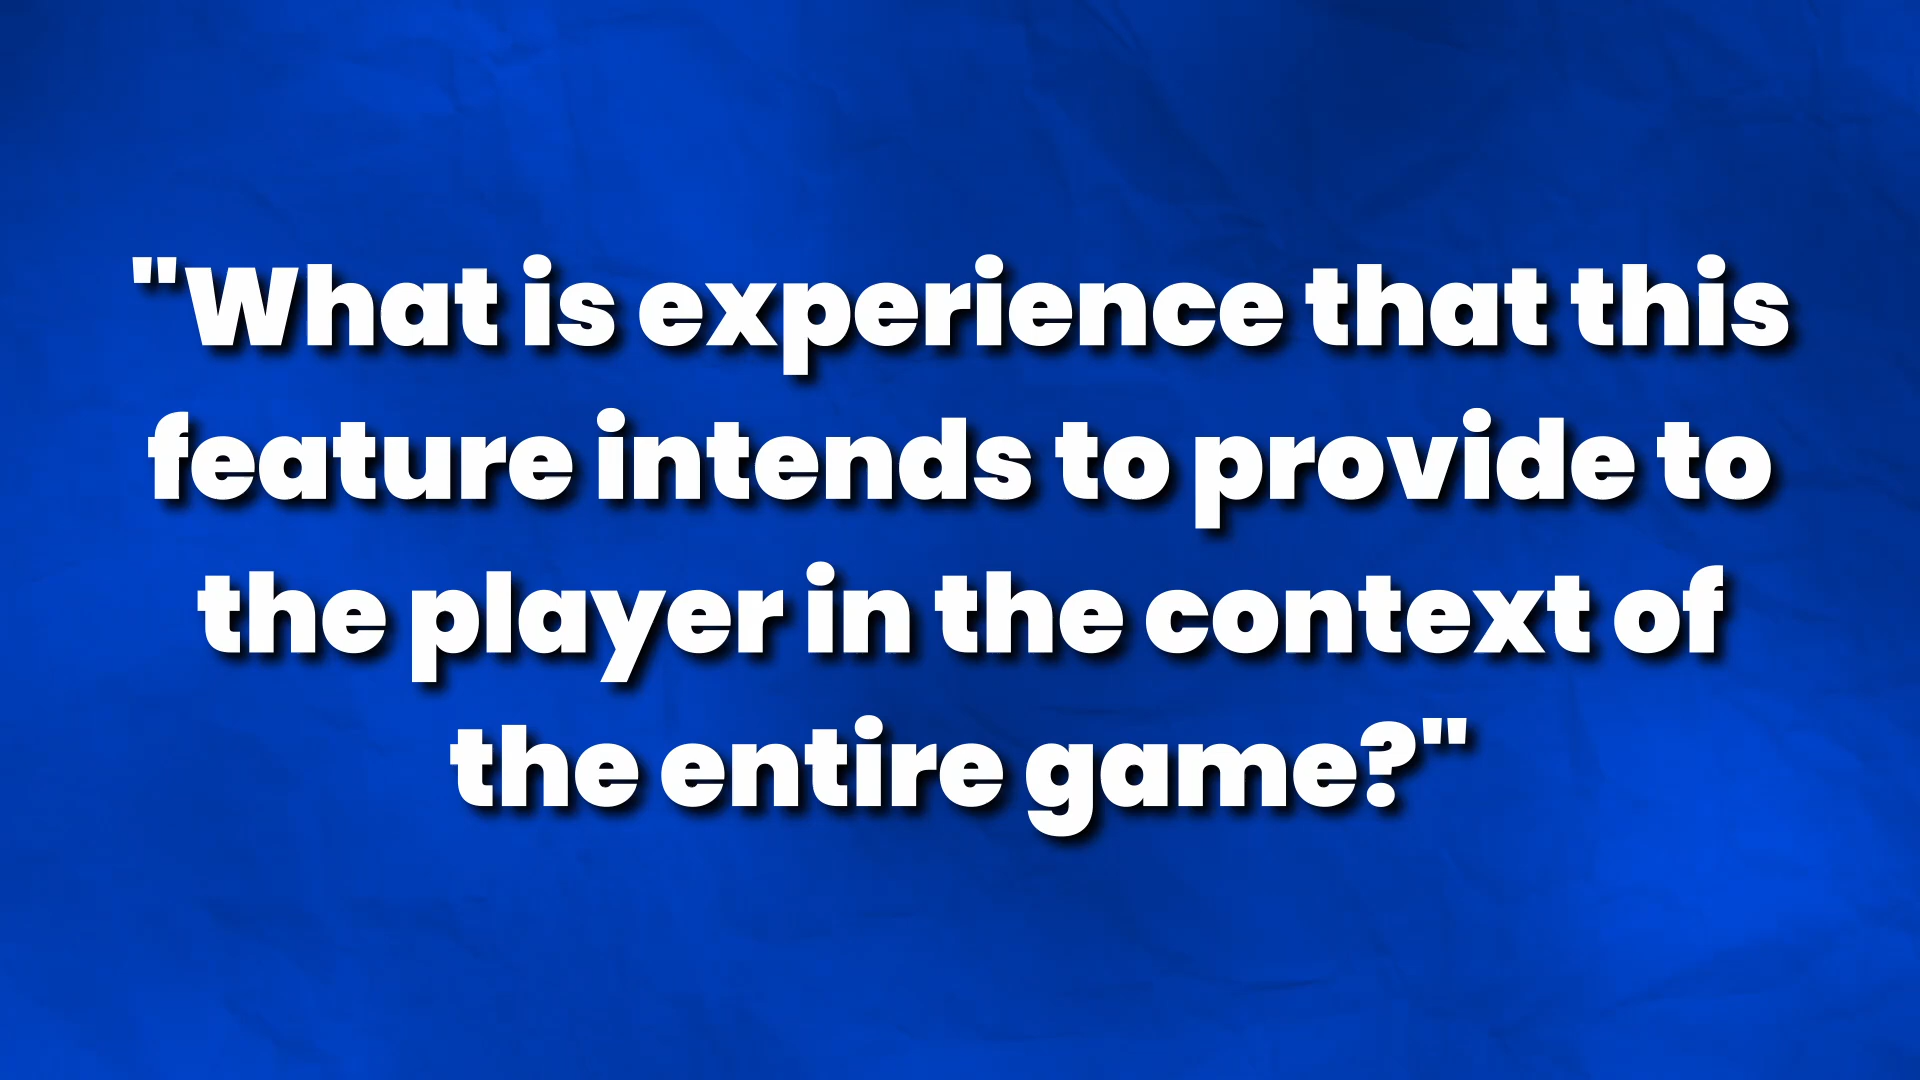 "What is experience that this
feature intends to provide to
the player in the context of
the entire game?"